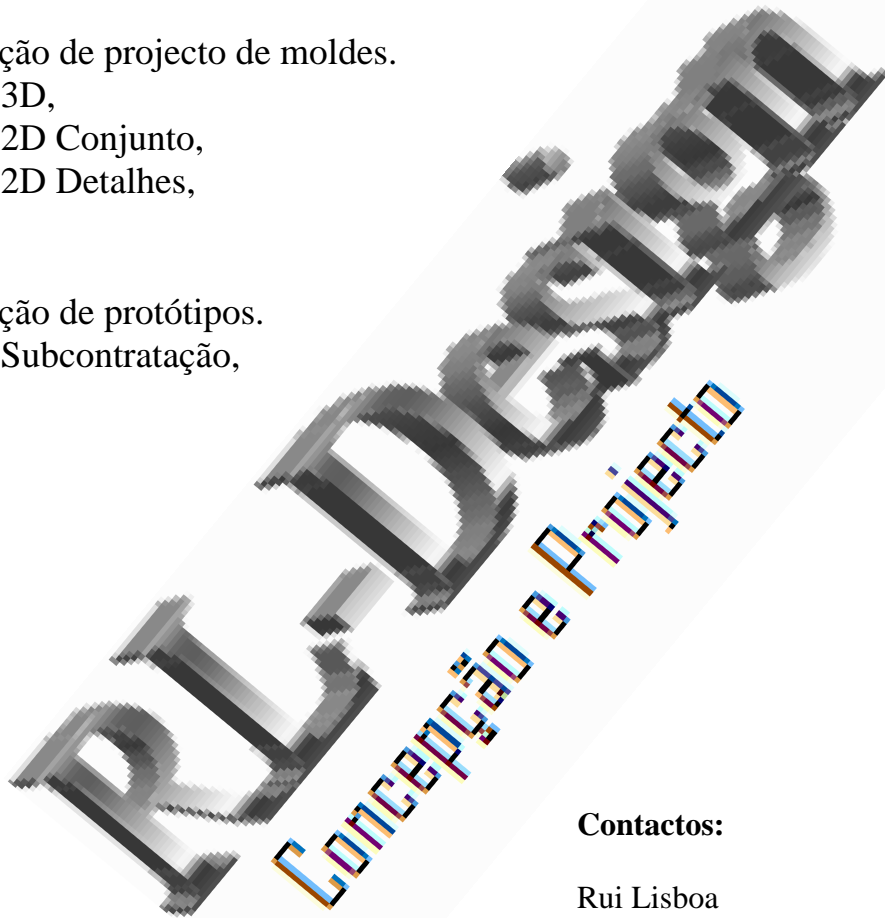 ção de projecto de moldes.
3D,
2D Conjunto,
2D Detalhes,
ção de protótipos.
Subcontratação,
RL-Design
Concepção e Projecto
Contactos:
Rui Lisboa